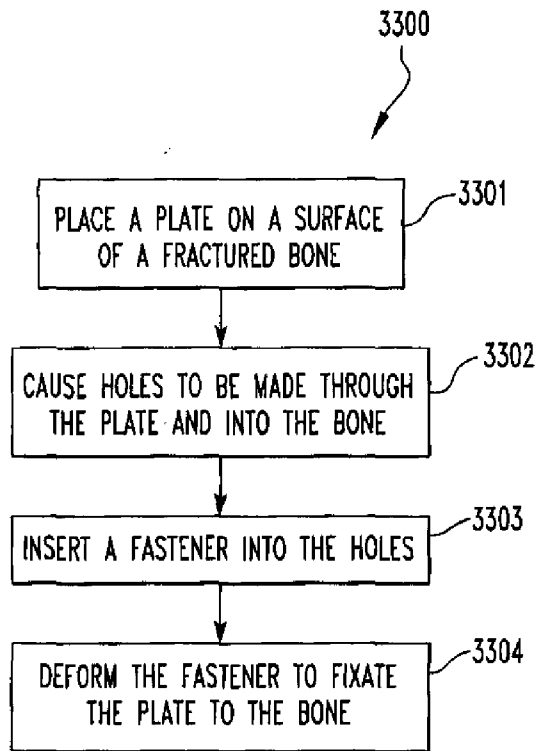 3300
3301
PLACE A PLATE ON A SURFACE
OF A FRACTURED BONE
3302
CAUSE HOLES TO BE MADE THROUGH
THE PLATE AND INTO THE BONE
3303
INSERT A FASTENER INTO THE HOLES
3304
DEFORM THE FASTENER TO FIXATE
THE PLATE TO THE BONE